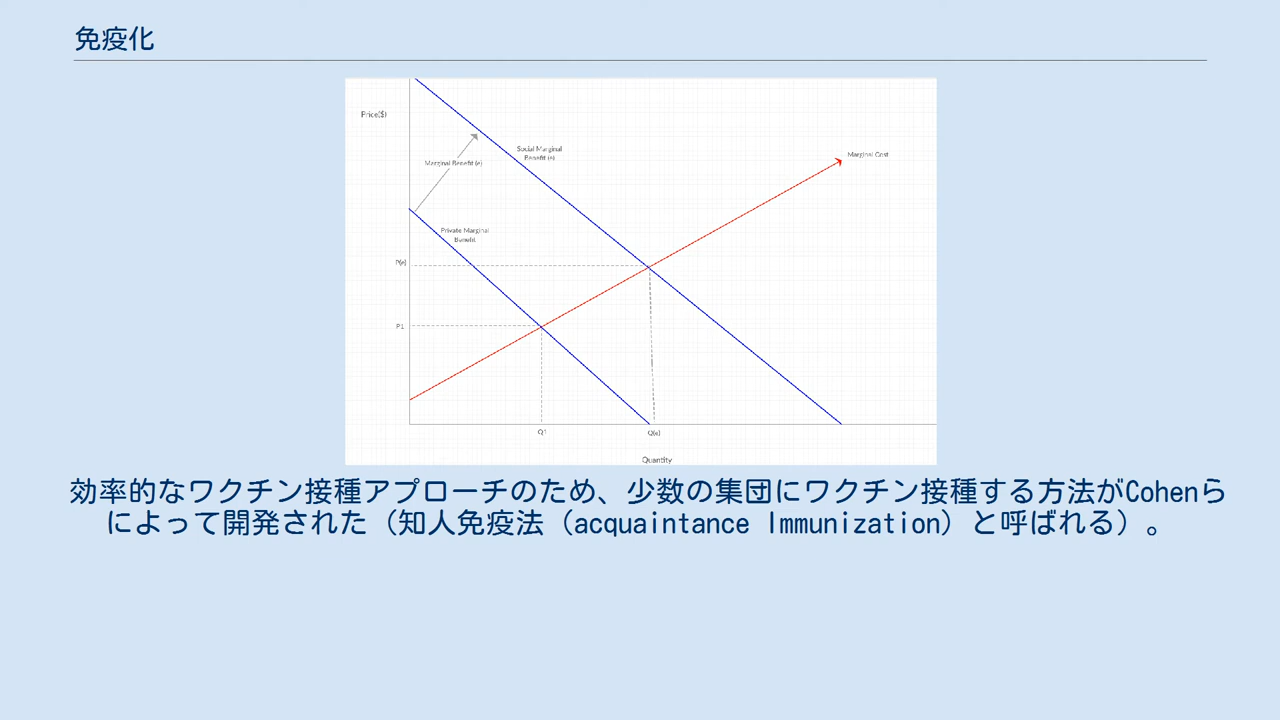 免疫化
Price($)
Social Marginal
Benefit (e)
Marginal Cost
Marginal Benefit (e)
Private Marginal
Benefit
P(e)
P1
Q1
Q(e)
Quantity
効率的なワクチン接種アプローチのため、少数の集団にワクチン接種する方法がCohenら
によって開発された（知人免疫法（acquaintance Immunization）と呼ばれる）。